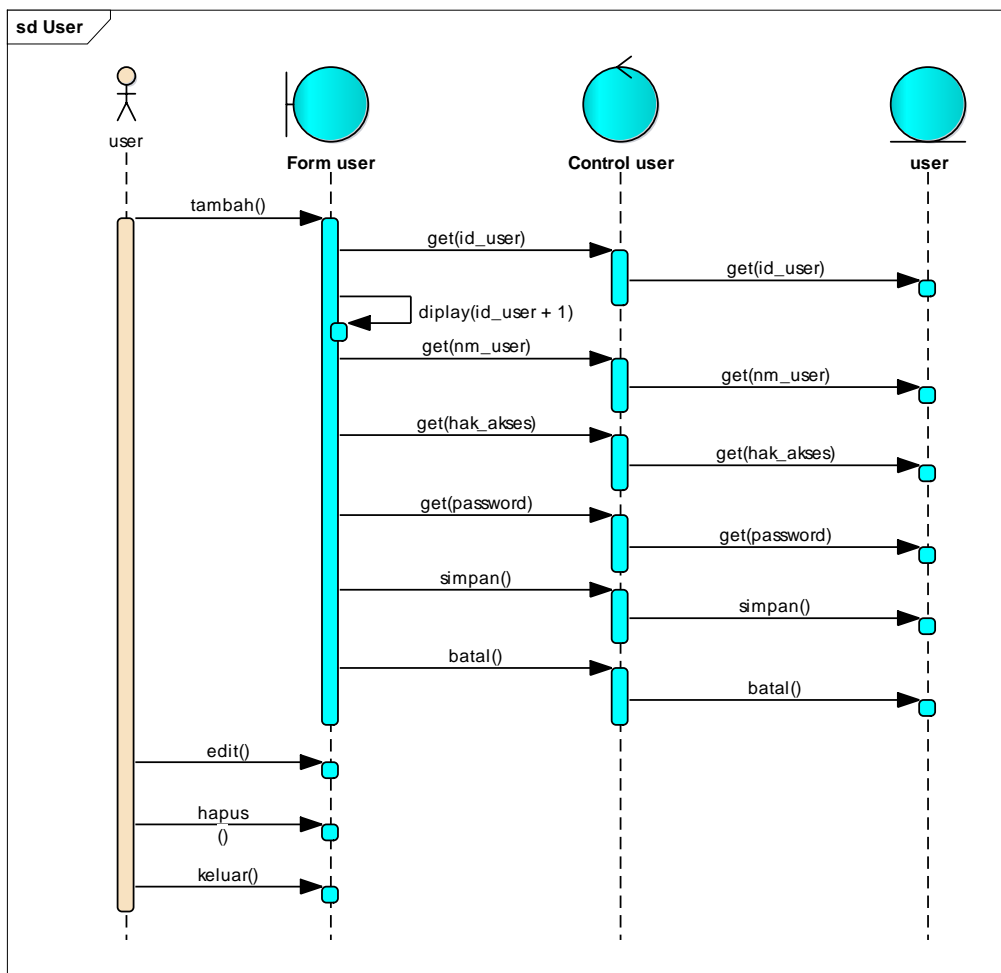 sd User
user
Form user
Control user
user
tambah()
get(id_user)
get(id_user)
diplay(id_user + 1)
get(nm_user)
get(nm_user)
get(hak_akses)
get(hak_akses)
get(password)
get(password)
simpan()
simpan()
batal()
batal()
edit()
hapus
()
keluar()